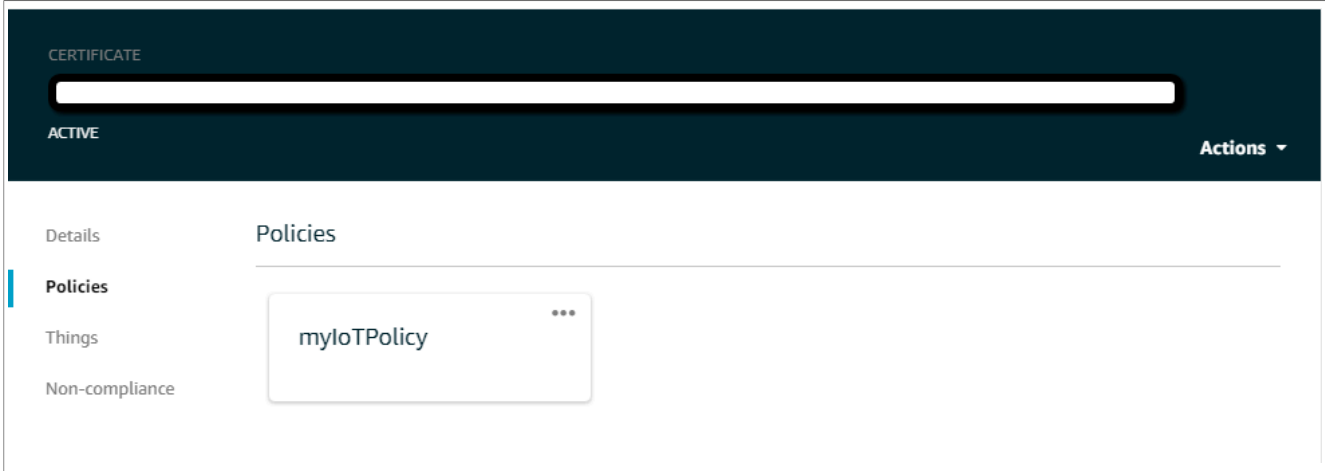 CERTIFICATE
ACTIVE
Actions
Details
Policies
Things
Non-compliance
Policies
myIoTPolicy